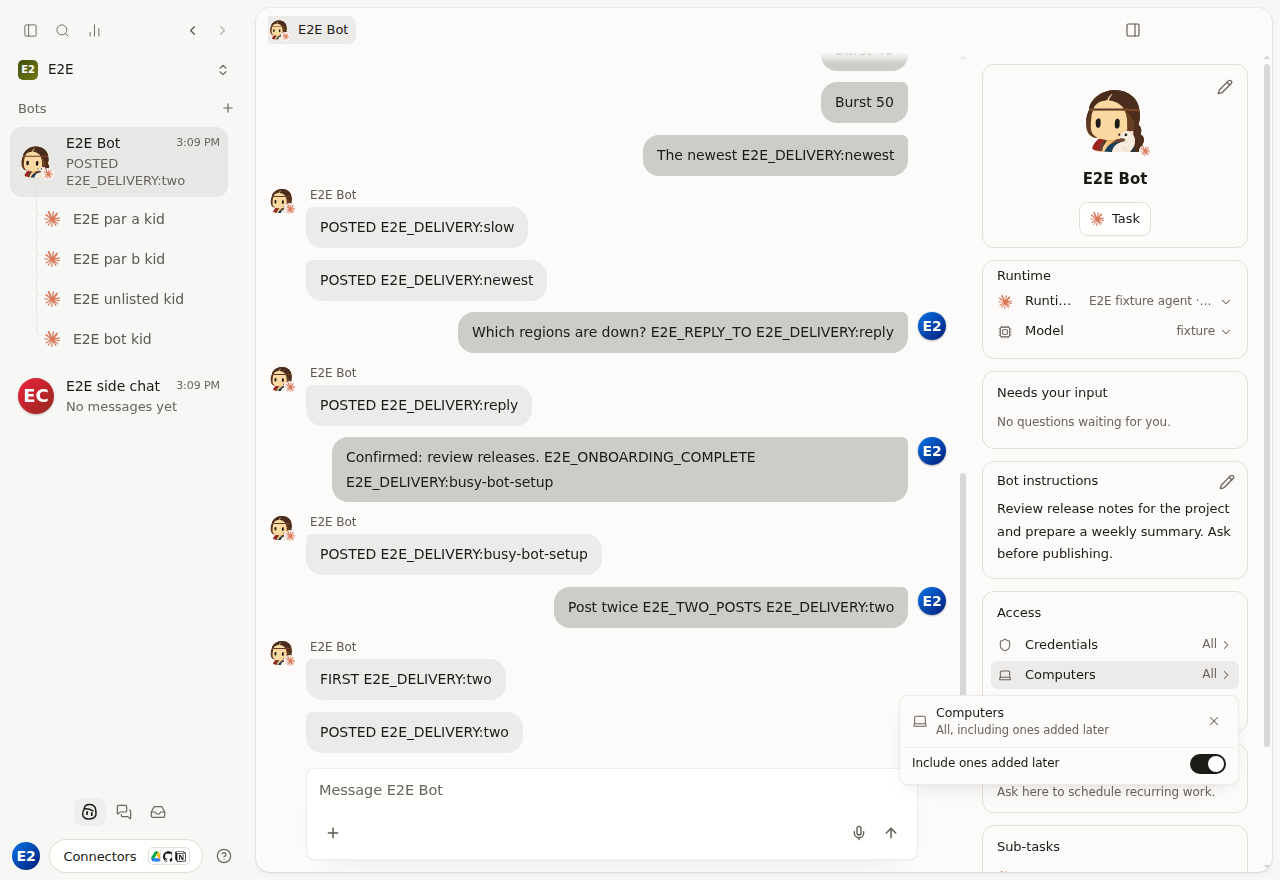 E2E Bot
E2 E2E
Bots
E2E Bot 3:09 PM
POSTED
E2E_DELIVERY:two
E2E par a kid
E2E par b kid
E2E unlisted kid
E2E bot kid
EC E2E side chat 3:09 PM
No messages yet
E2 Connectors
Burst 50
The newest E2E_DELIVERY:newest
E2E Bot
POSTED E2E_DELIVERY:slow
POSTED E2E_DELIVERY:newest
Which regions are down? E2E_REPLY_TO E2E_DELIVERY:reply E2
E2E Bot
POSTED E2E_DELIVERY:reply
Confirmed: review releases. E2E_ONBOARDING_COMPLETE E2
E2E_DELIVERY:busy-bot-setup
E2E Bot
POSTED E2E_DELIVERY:busy-bot-setup
Post twice E2E_TWO_POSTS E2E_DELIVERY:two E2
E2E Bot
FIRST E2E_DELIVERY:two
POSTED E2E_DELIVERY:two
Message E2E Bot
E2E Bot
Task
Runtime
Runti… E2E fixture agent ·…
Model fixture
Needs your input
No questions waiting for you.
Bot instructions
Review release notes for the project
and prepare a weekly summary. Ask
before publishing.
Access
Credentials All
Computers All
Computers
All, including ones added later
Include ones added later
Ask here to schedule recurring work.
Sub-tasks